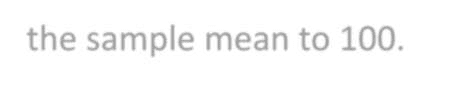 the sample mean to 100.